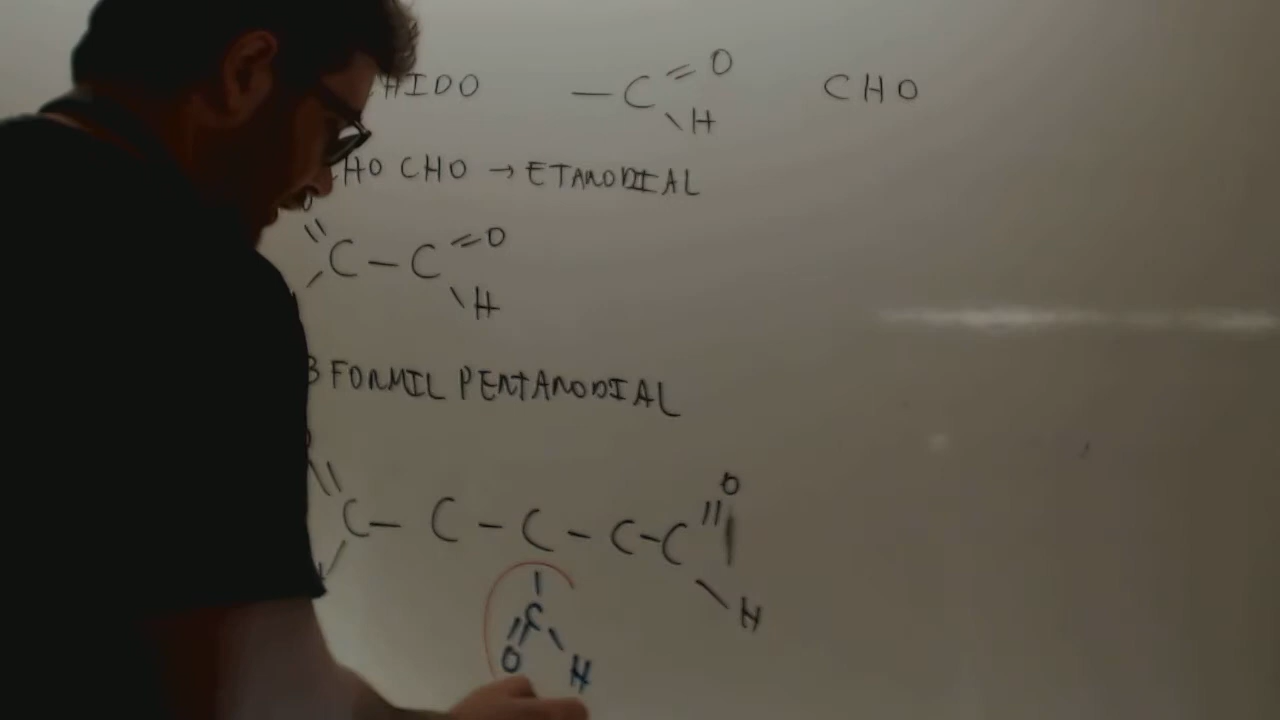 HIDO —C=O \H CHO
HO CHO → ETANODIAL
O
C — C =O
\H
3 FORMIL PENTANODIAL
O
C — C — C — C — C
H
C
O H